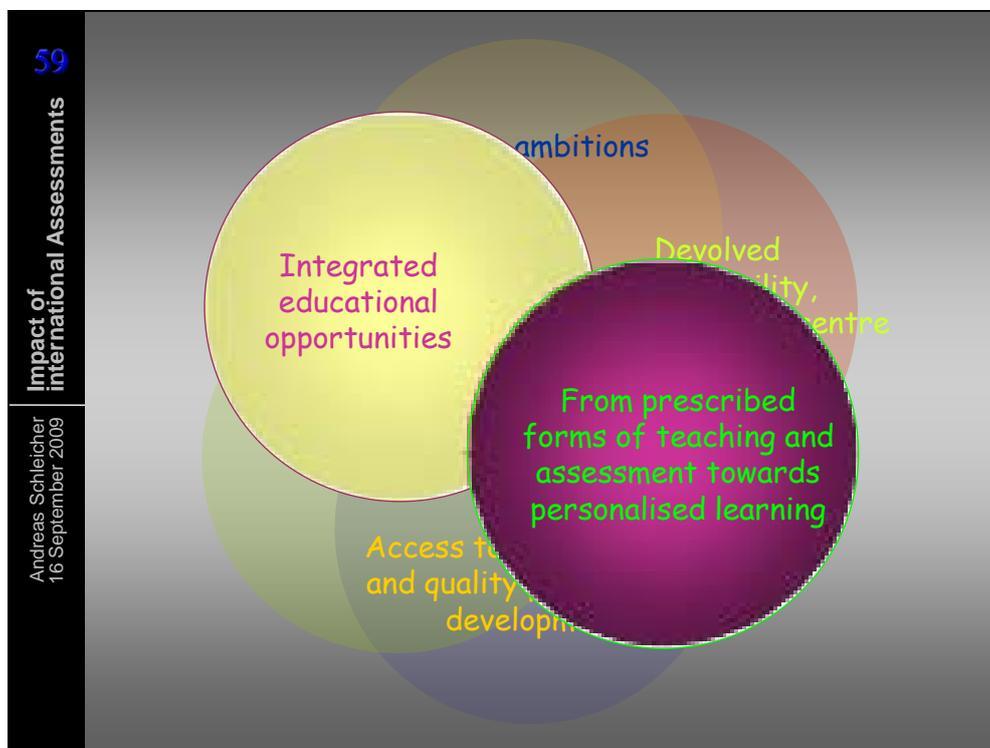 59
Impact of
international Assessments
Andreas Schleicher
16 September 2009
ambitions
Devolved
Integrated
educational
opportunities
From prescribed
forms of teaching and
assessment towards
personalised learning
Access
and quality